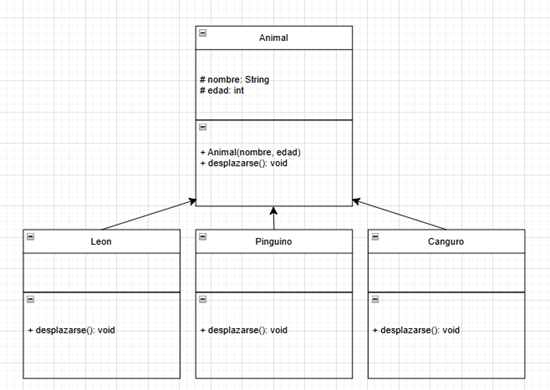 Animal
# nombre: String
# edad: int
+ Animal(nombre, edad)
+ desplazarse(): void
Leon
+ desplazarse(): void
Pinguino
+ desplazarse(): void
Canguro
+ desplazarse(): void